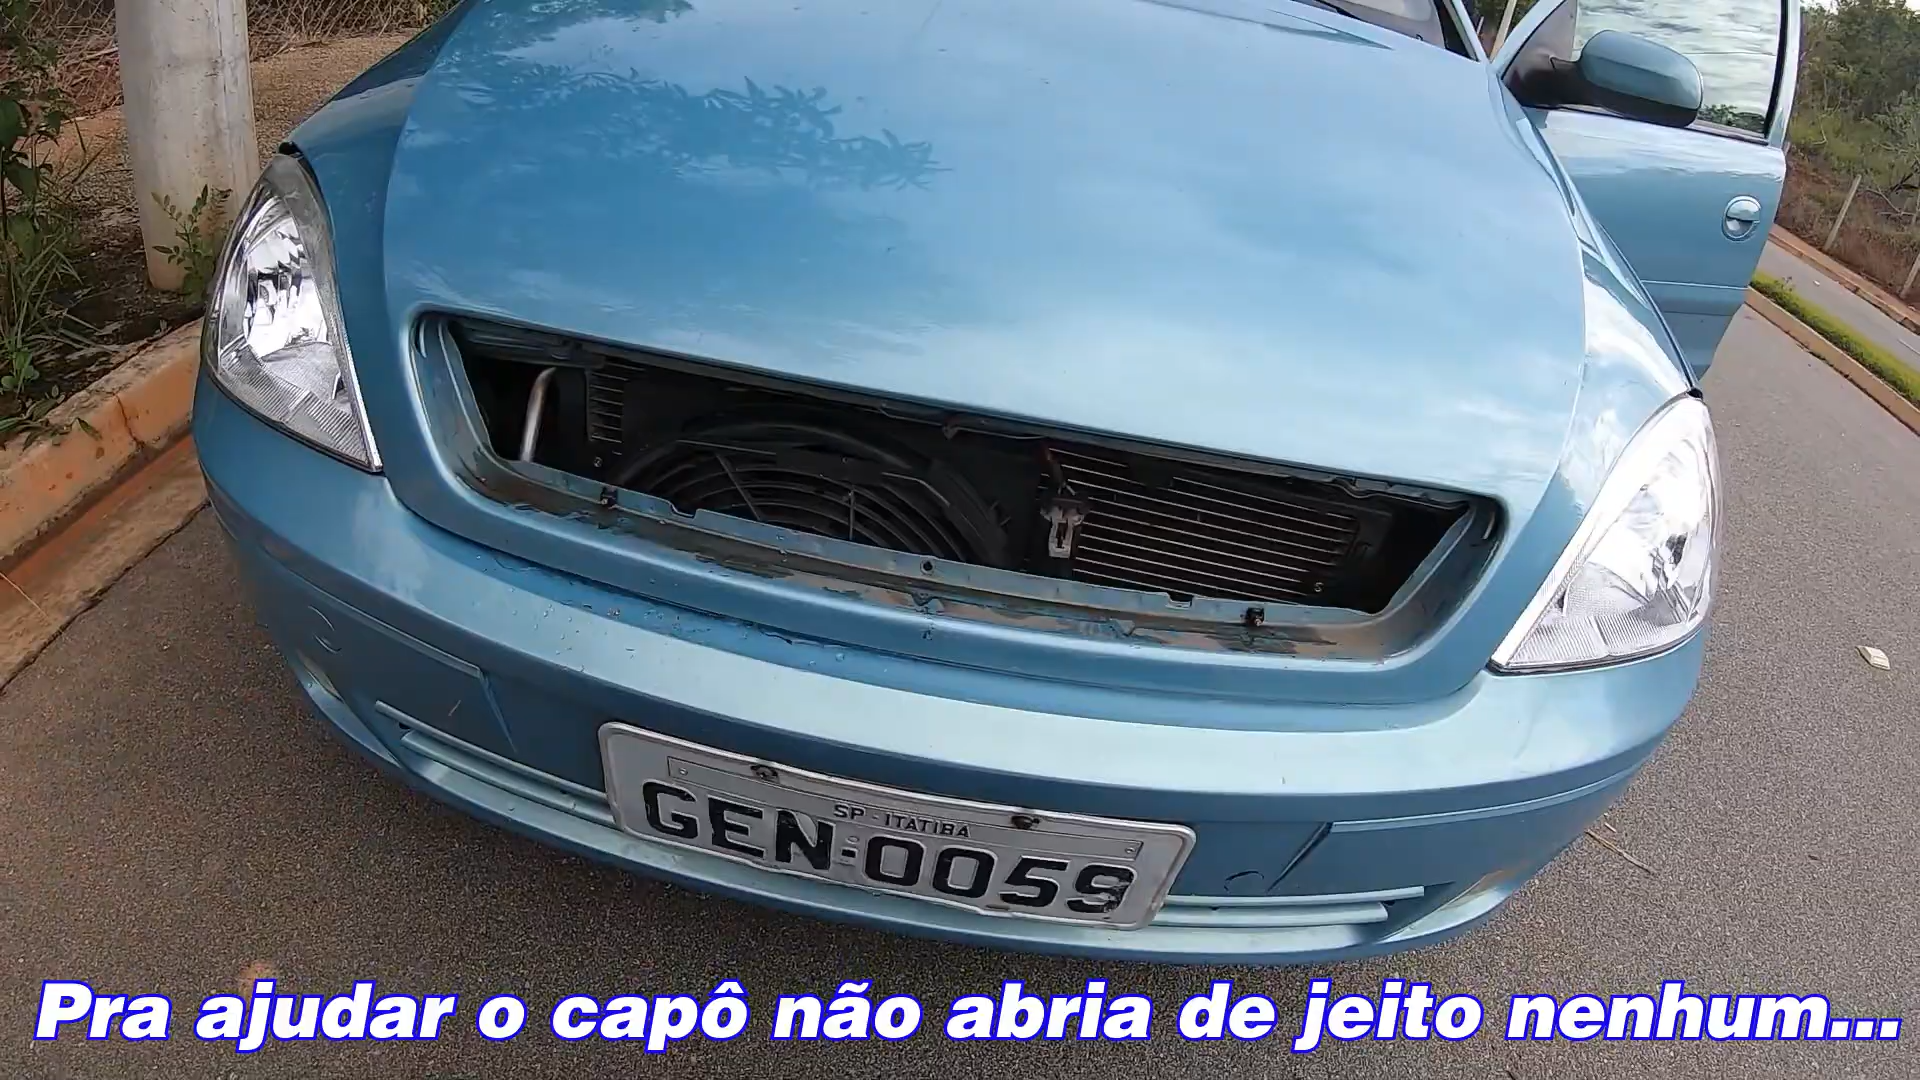 SP - ITATIBA
GEN-0059
Pra ajudar o capô não abria de jeito nenhum...